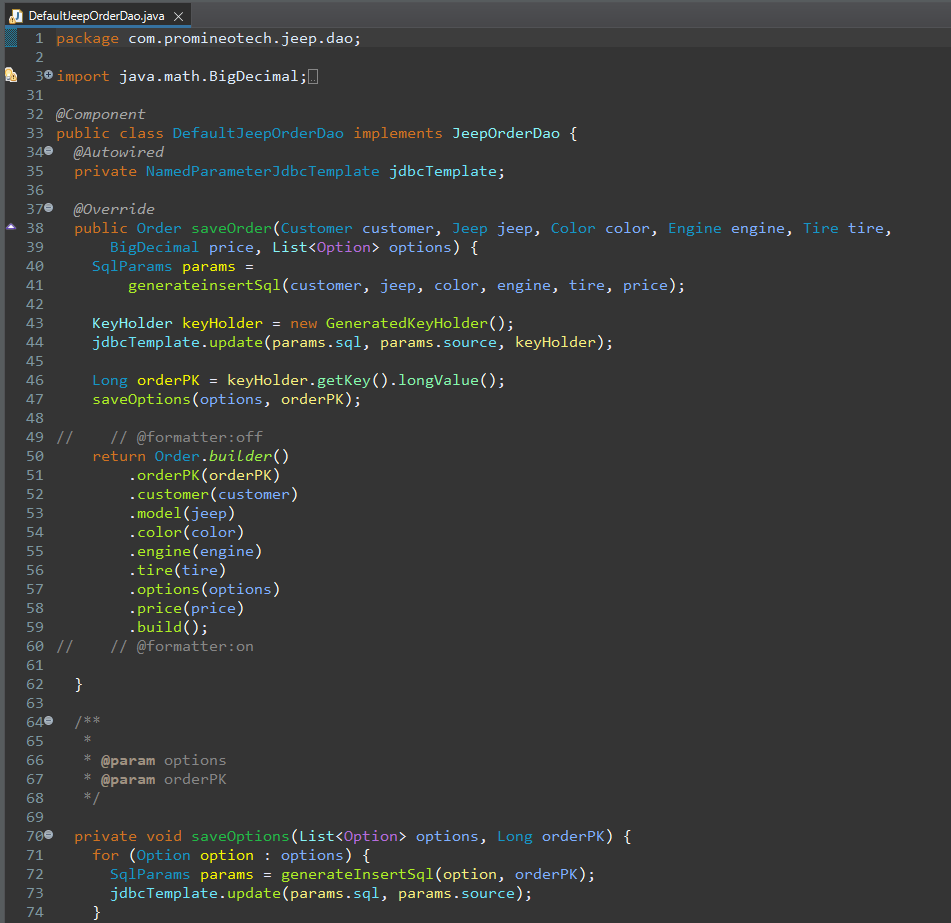 DefaultJeepOrderDao.java
1 package com.promineotech.jeep.dao;
2
3 import java.math.BigDecimal;
31
32 @Component
33 public class DefaultJeepOrderDao implements JeepOrderDao {
34 @Autowired
35 private NamedParameterJdbcTemplate jdbcTemplate;
36
37 @Override
38 public Order saveOrder(Customer customer, Jeep jeep, Color color, Engine engine, Tire tire,
39 BigDecimal price, List<Option> options) {
40 SqlParams params =
41 generateinsertSql(customer, jeep, color, engine, tire, price);
42
43 KeyHolder keyHolder = new GeneratedKeyHolder();
44 jdbcTemplate.update(params.sql, params.source, keyHolder);
45
46 Long orderPK = keyHolder.getKey().longValue();
47 saveOptions(options, orderPK);
48
49 // // @formatter:off
50 return Order.builder()
51 .orderPK(orderPK)
52 .customer(customer)
53 .model(jeep)
54 .color(color)
55 .engine(engine)
56 .tire(tire)
57 .options(options)
58 .price(price)
59 .build();
60 // // @formatter:on
61
62 }
63
64 /**
65 *
66 * @param options
67 * @param orderPK
68 */
69
70 private void saveOptions(List<Option> options, Long orderPK) {
71 for (Option option : options) {
72 SqlParams params = generateInsertSql(option, orderPK);
73 jdbcTemplate.update(params.sql, params.source);
74 }